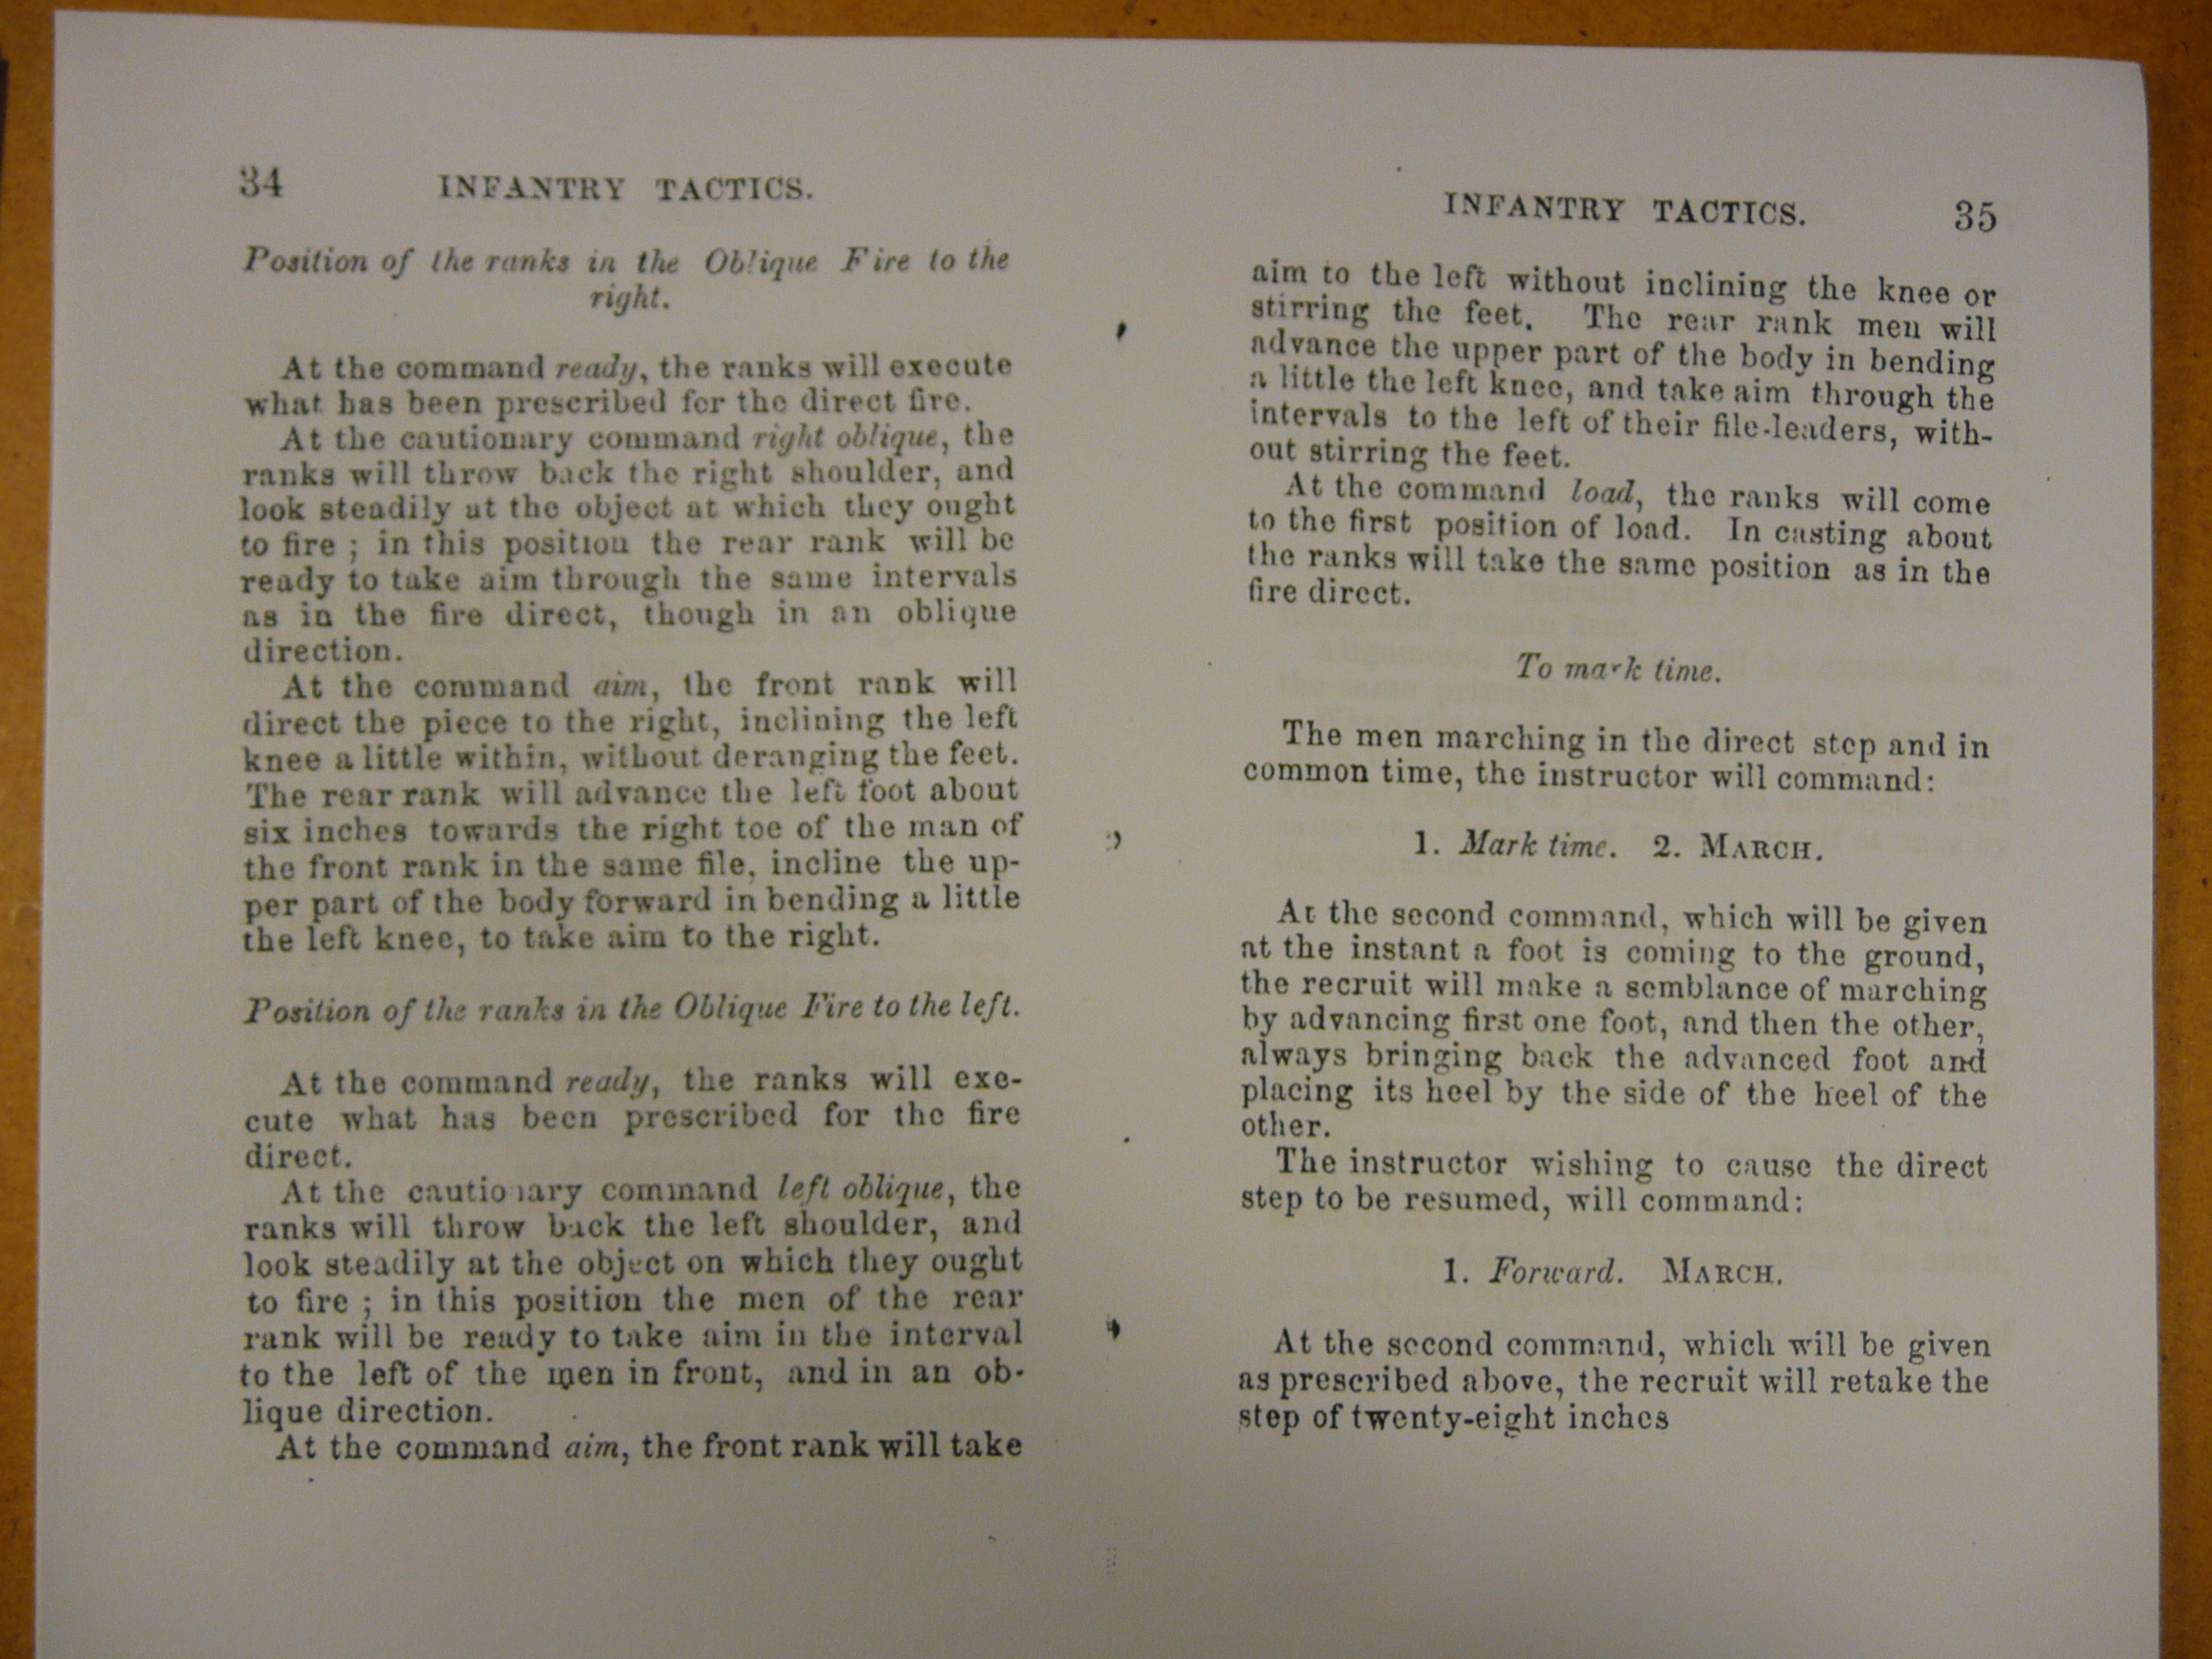 34 INFANTRY TACTICS.
Position of the ranks in the Oblique Fire to the
right.
At the command ready, the ranks will execute
what has been prescribed for the direct fire.
At the cautionary command right oblique, the
ranks will throw back the right shoulder, and
look steadily at the object at which they ought
to fire ; in this position the rear rank will be
ready to take aim through the same intervals
as in the fire direct, though in an oblique
direction.
At the command aim, the front rank will
direct the piece to the right, inclining the left
knee a little within, without deranging the feet.
The rear rank will advance the left foot about
six inches towards the right toe of the man of
the front rank in the same file, incline the up-
per part of the body forward in bending a little
the left knee, to take aim to the right.
Position of the ranks in the Oblique Fire to the left.
At the command ready, the ranks will exe-
cute what has been prescribed for the fire
direct.
At the cautionary command left oblique, the
ranks will throw back the left shoulder, and
look steadily at the object on which they ought
to fire ; in this position the men of the rear
rank will be ready to take aim in the interval
to the left of the men in front, and in an ob-
lique direction.
At the command aim, the front rank will take
INFANTRY TACTICS. 35
aim to the left without inclining the knee or
stirring the feet. The rear rank men will
advance the upper part of the body in bending
a little the left knee, and take aim through the
intervals to the left of their file-leaders, with-
out stirring the feet.
At the command load, the ranks will come
to the first position of load. In casting about
the ranks will take the same position as in the
fire direct.
To mark time.
The men marching in the direct step and in
common time, the instructor will command:
1. Mark time. 2. MARCH.
At the second command, which will be given
at the instant a foot is coming to the ground,
the recruit will make a semblance of marching
by advancing first one foot, and then the other,
always bringing back the advanced foot and
placing its heel by the side of the heel of the
other.
The instructor wishing to cause the direct
step to be resumed, will command:
1. Forward. MARCH.
At the second command, which will be given
as prescribed above, the recruit will retake the
step of twenty-eight inches